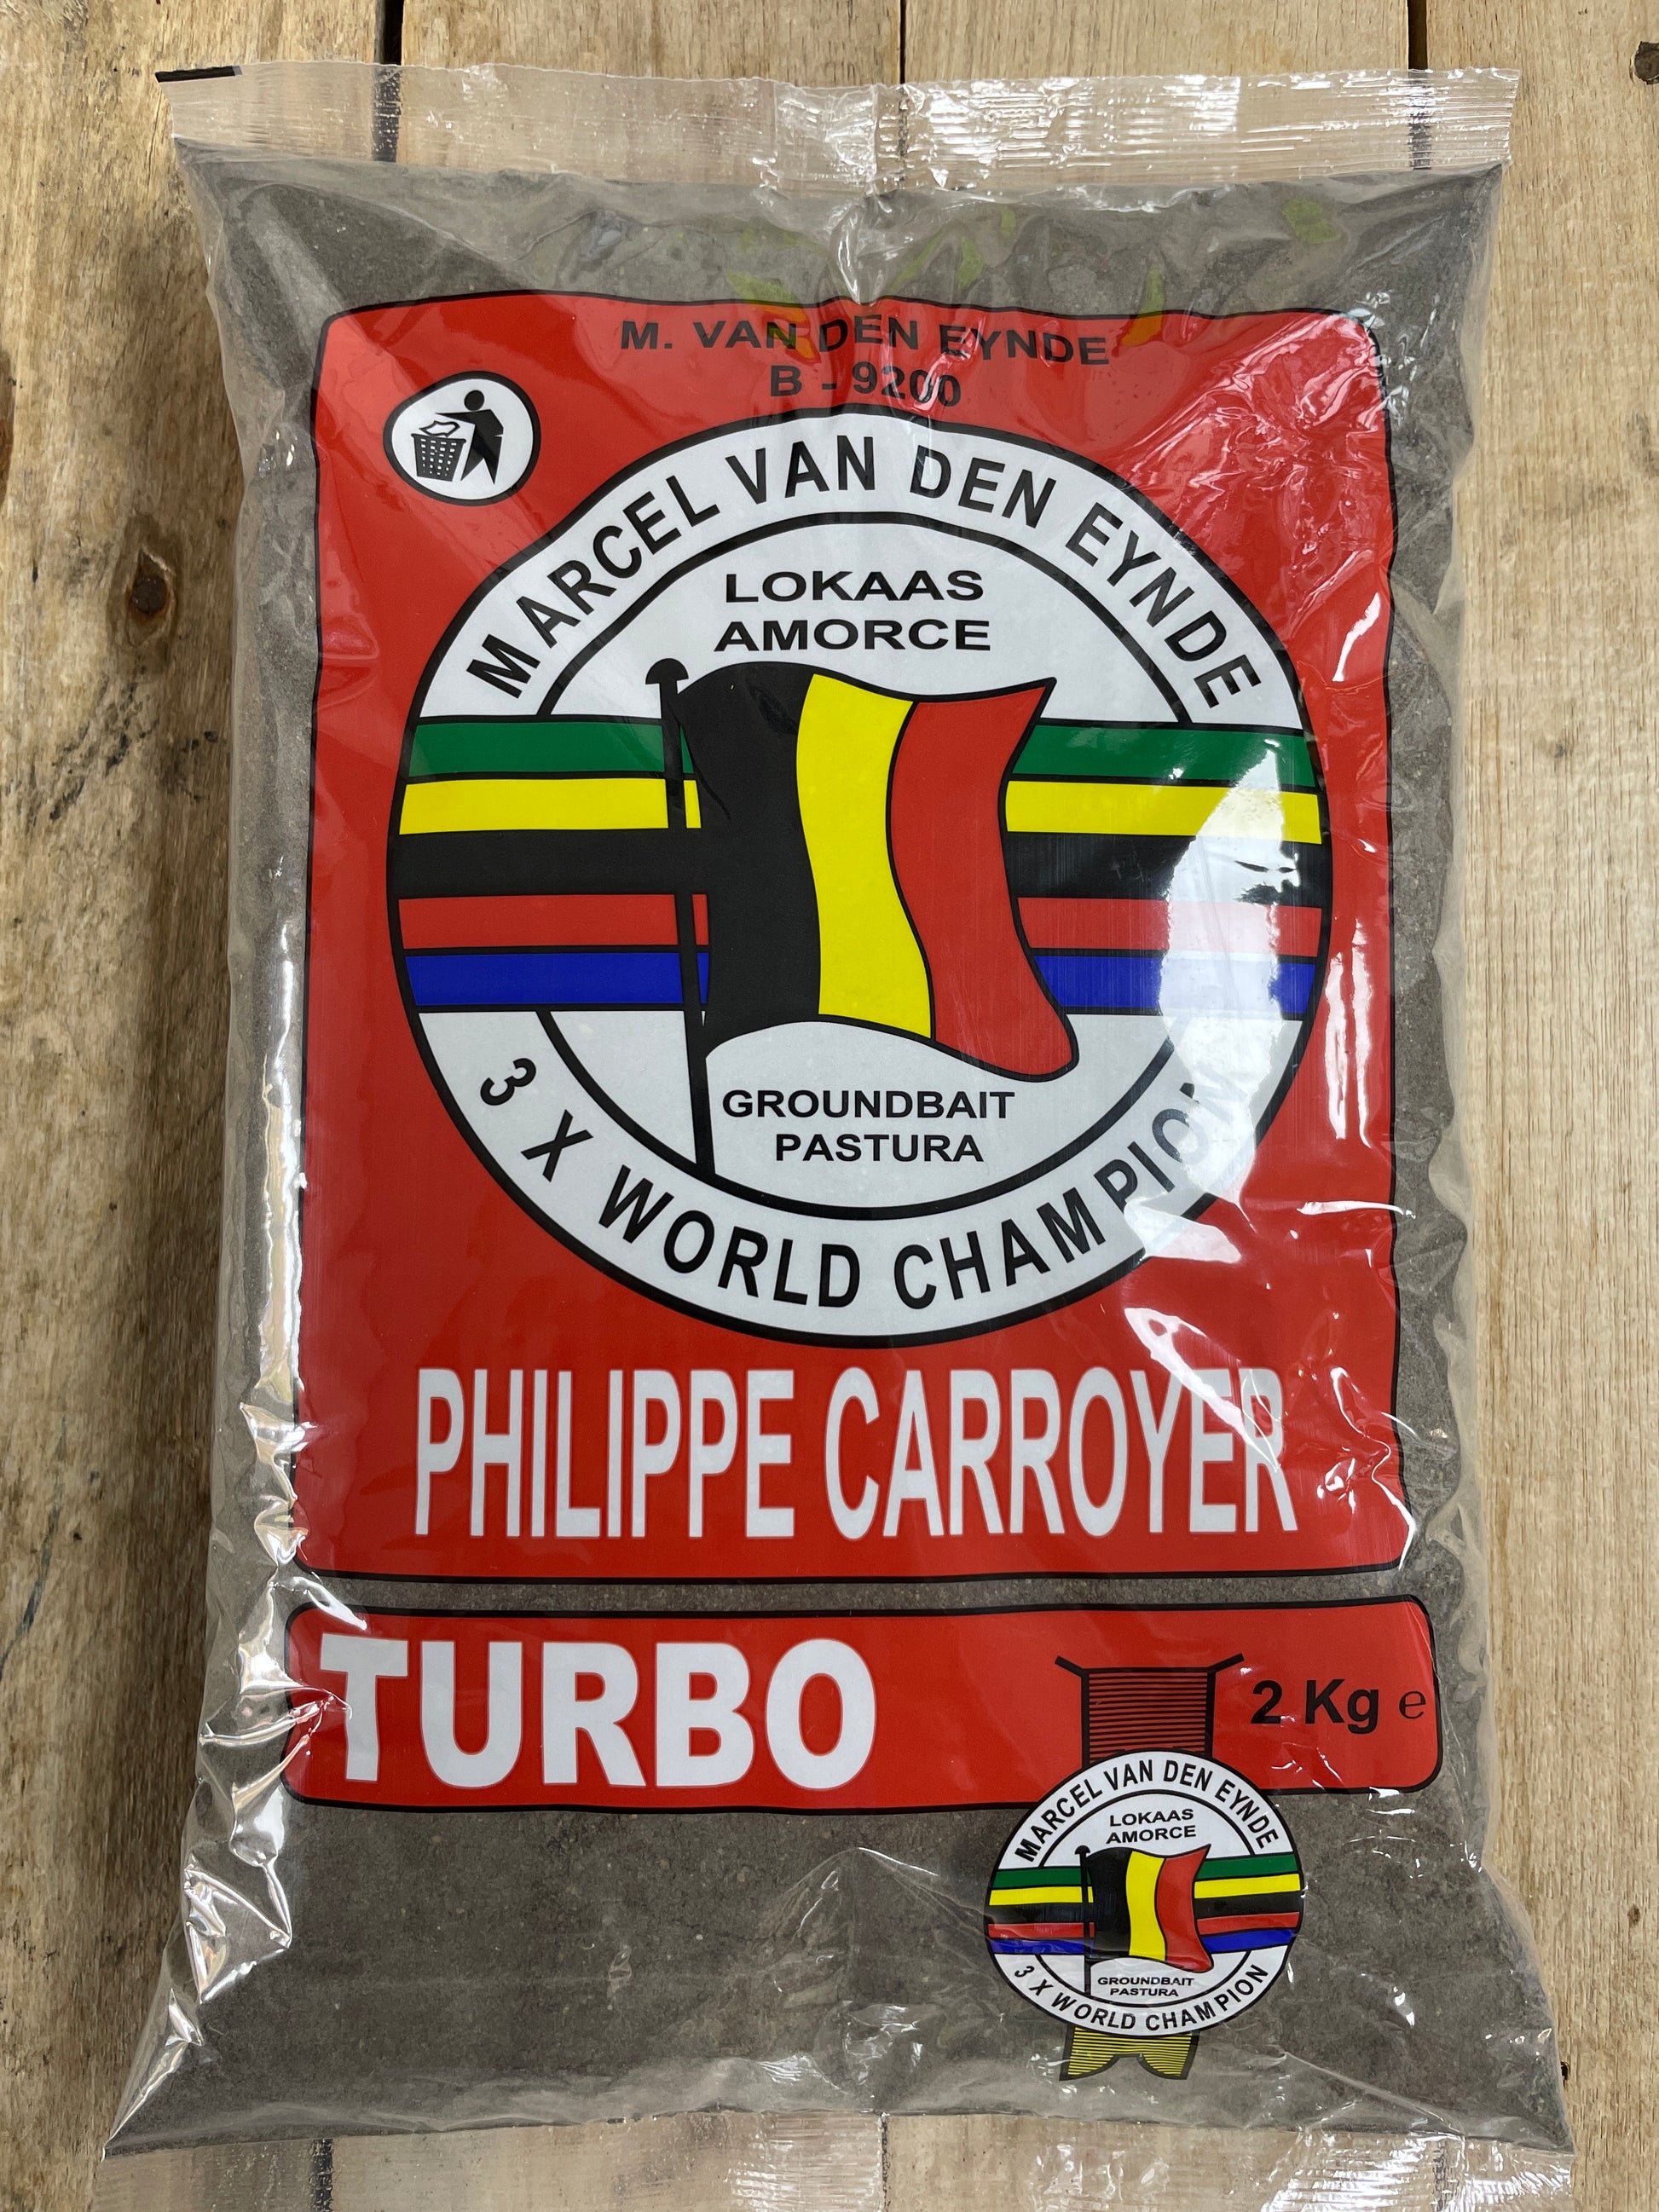 M. VAN DEN EYNDE
B - 9200
MARCEL VAN DEN EYNDE
LOKAAS
AMORCE
GROUNDBAIT
PASTURA
3 X WORLD CHAMPION
PHILIPPE CARROYER
TURBO
2 Kg e
MARCEL VAN DEN EYNDE
LOKAAS
AMORCE
GROUNDBAIT
PASTURA
3 X WORLD CHAMPION